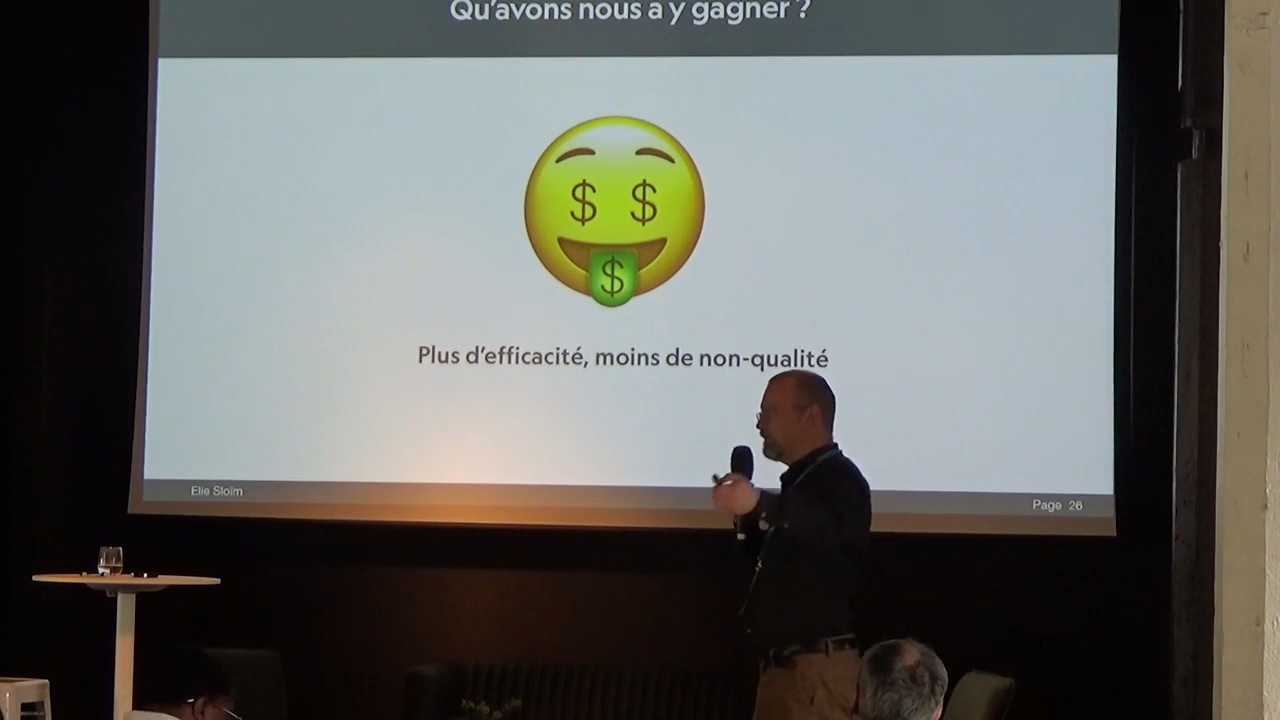 Qu'avons nous a y gagner ?
$ $
$
Plus d'efficacité, moins de non-qualité
Elie Sloïm
Page 26